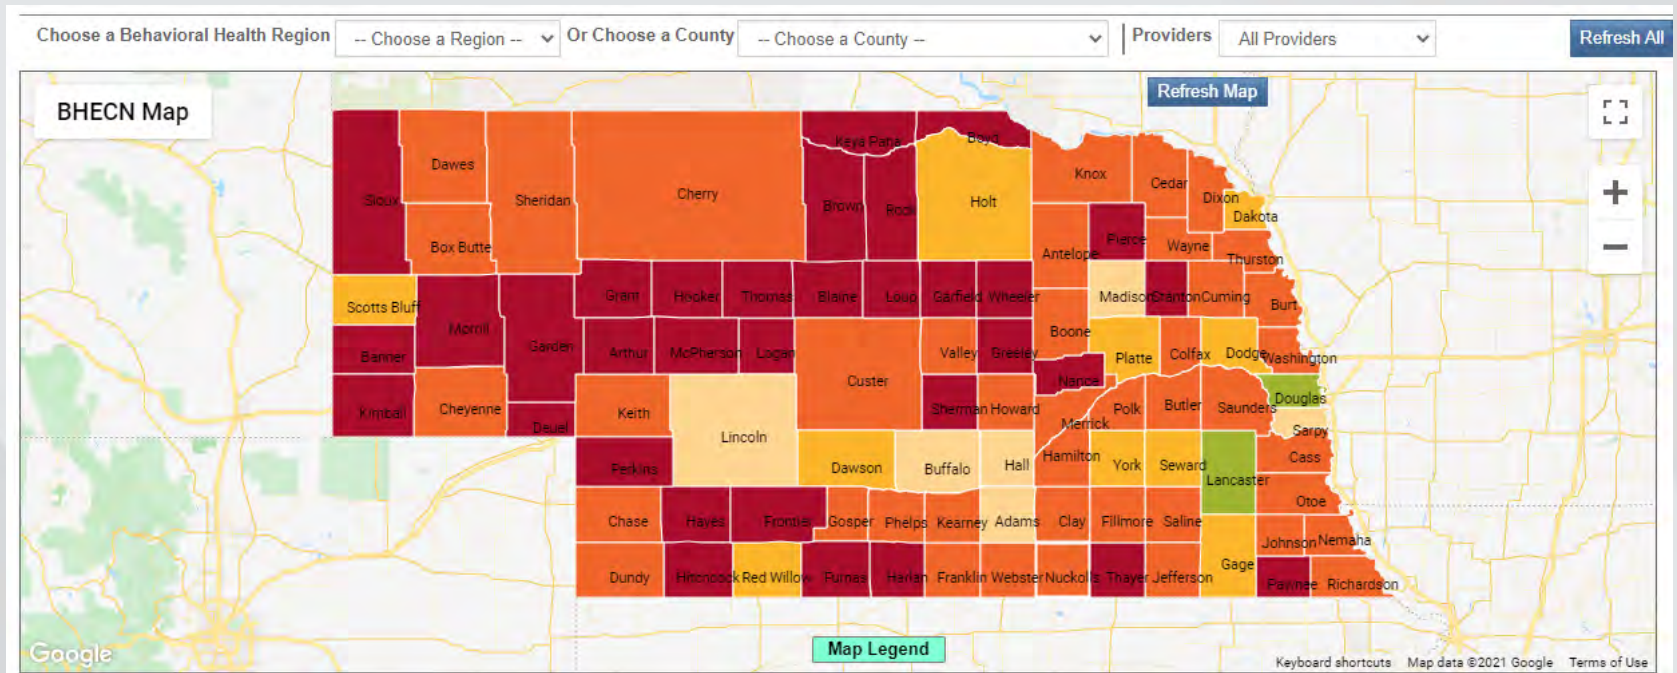 Choose a Behavioral Health Region -- Choose a Region -- Or Choose a County -- Choose a County -- Providers All Providers Refresh All
BHECN Map
Refresh Map
Keya Paha
Boyd
Dawes
Knox
Cherry
Cedar
Sioux
Sheridan
Brown
Rock
Holt
Dixon
Dakota
Box Butte
Antelope
Pierce
Wayne
Thurston
Scotts Bluff
Grant
Hooker
Thomas
Blaine
Loup
Garfield
Wheeler
Madison
Stanton
Cuming
Burt
Morrill
Boone
Banner
Garden
Arthur
McPherson
Logan
Valley
Greeley
Platte
Colfax
Dodge
Washington
Custer
Nance
Kimball
Cheyenne
Deuel
Keith
Sherman
Howard
Merrick
Polk
Butler
Saunders
Douglas
Lincoln
Sarpy
Perkins
Dawson
Buffalo
Hall
Hamilton
York
Seward
Cass
Lancaster
Otoe
Chase
Hayes
Frontier
Gosper
Phelps
Kearney
Adams
Clay
Fillmore
Saline
Johnson
Nemaha
Dundy
Hitchcock
Red Willow
Furnas
Harlan
Franklin
Webster
Nuckolls
Thayer
Jefferson
Gage
Pawnee
Richardson
Google
Map Legend
Keyboard shortcuts Map data ©2021 Google Terms of Use